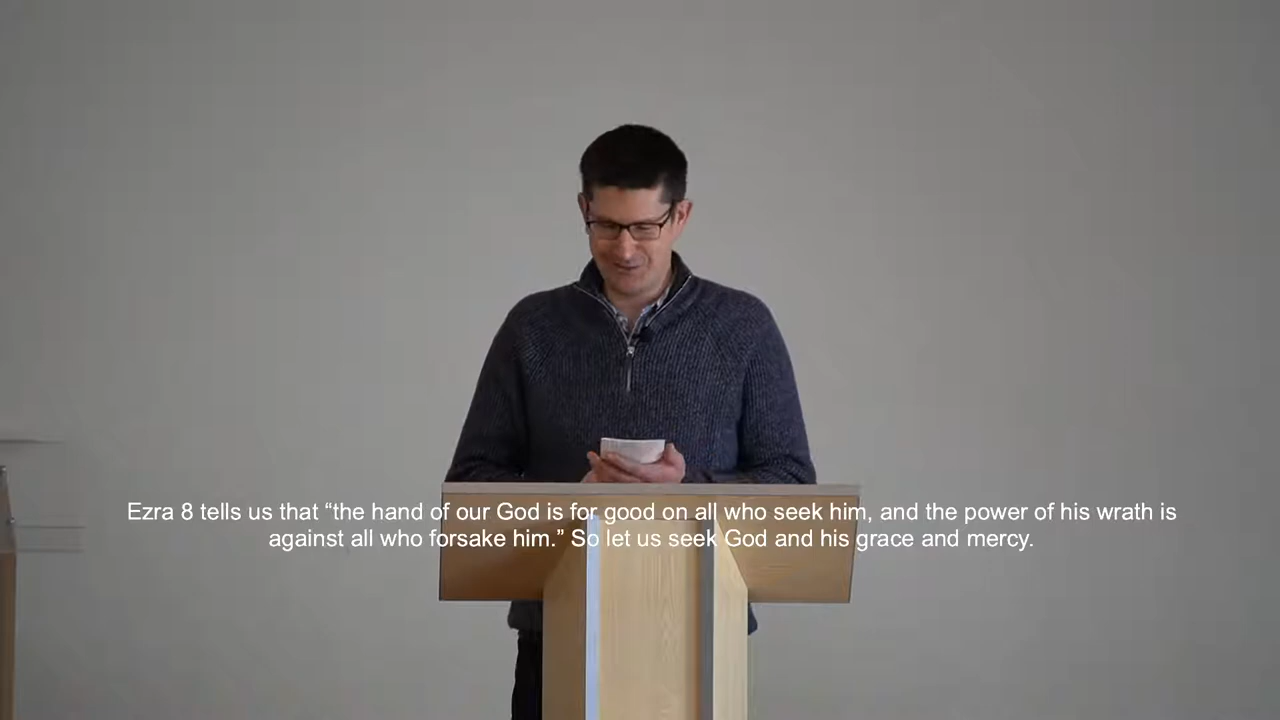 Ezra 8 tells us that “the hand of our God is for good on all who seek him, and the power of his wrath is
against all who forsake him.” So let us seek God and his grace and mercy.